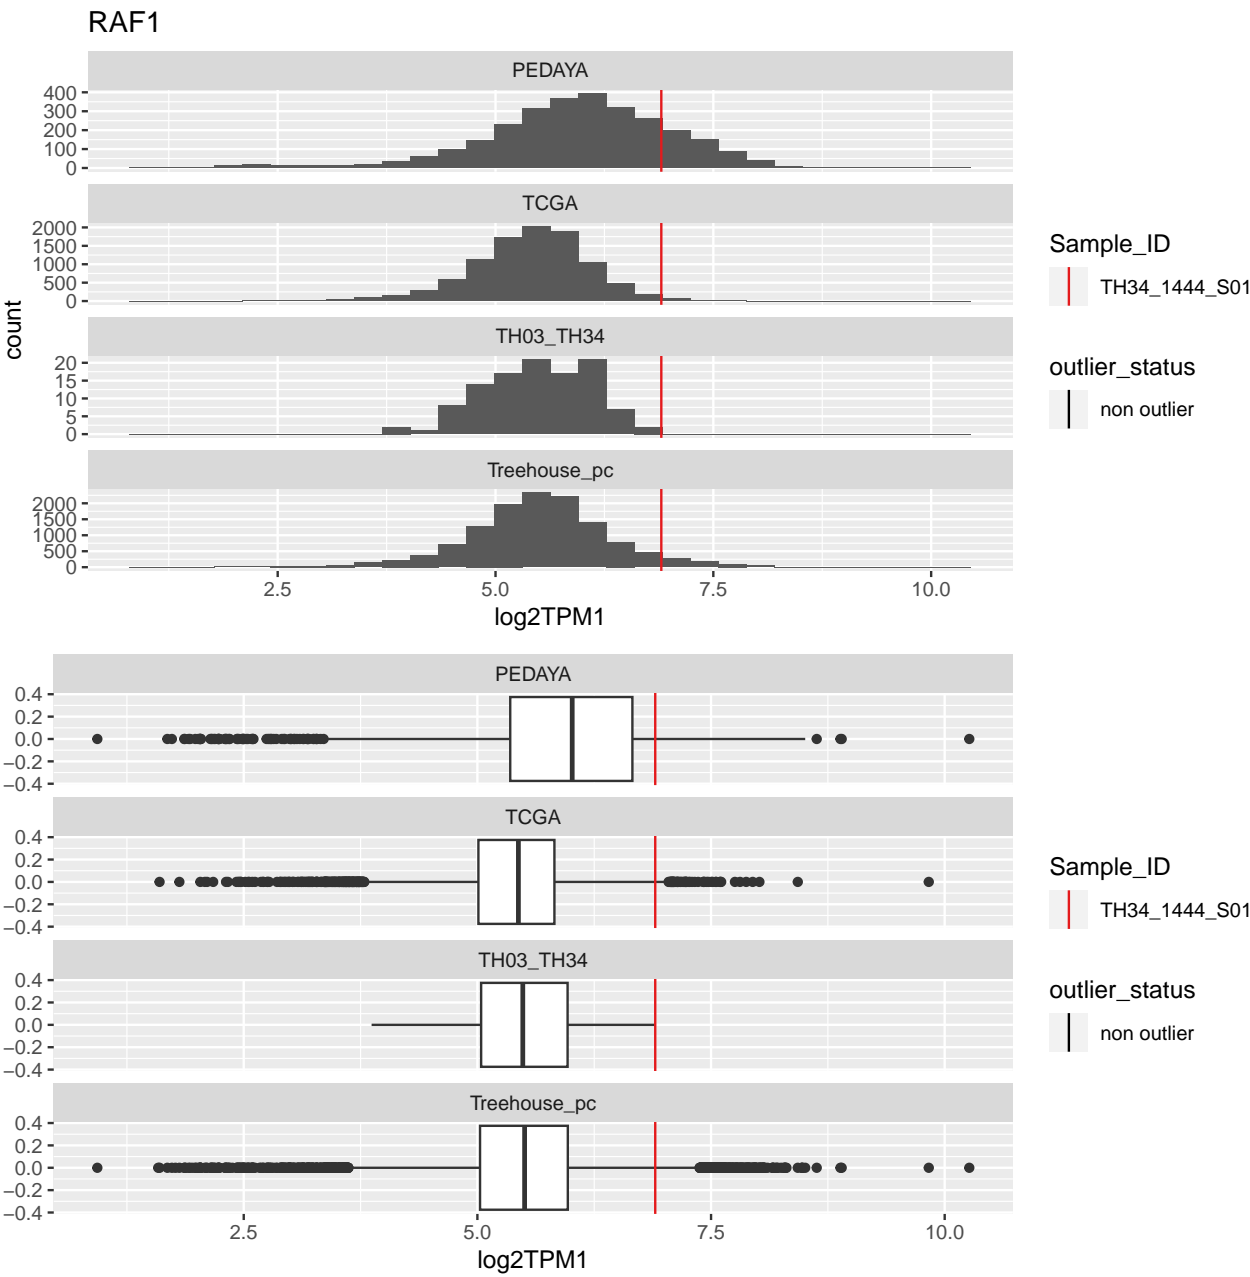 RAF1
PEDAYA
400
300
200
100
0
TCGA
2000
1500
1000
500
0
TH03_TH34
20
15
10
5
0
Treehouse_pc
2000
1500
1000
500
0
2.5 5.0 7.5 10.0
log2TPM1
count
Sample_ID
TH34_1444_S01
outlier_status
non outlier
PEDAYA
0.4
0.2
0.0
−0.2
−0.4
TCGA
0.4
0.2
0.0
−0.2
−0.4
TH03_TH34
0.4
0.2
0.0
−0.2
−0.4
Treehouse_pc
0.4
0.2
0.0
−0.2
−0.4
2.5 5.0 7.5 10.0
log2TPM1
Sample_ID
TH34_1444_S01
outlier_status
non outlier